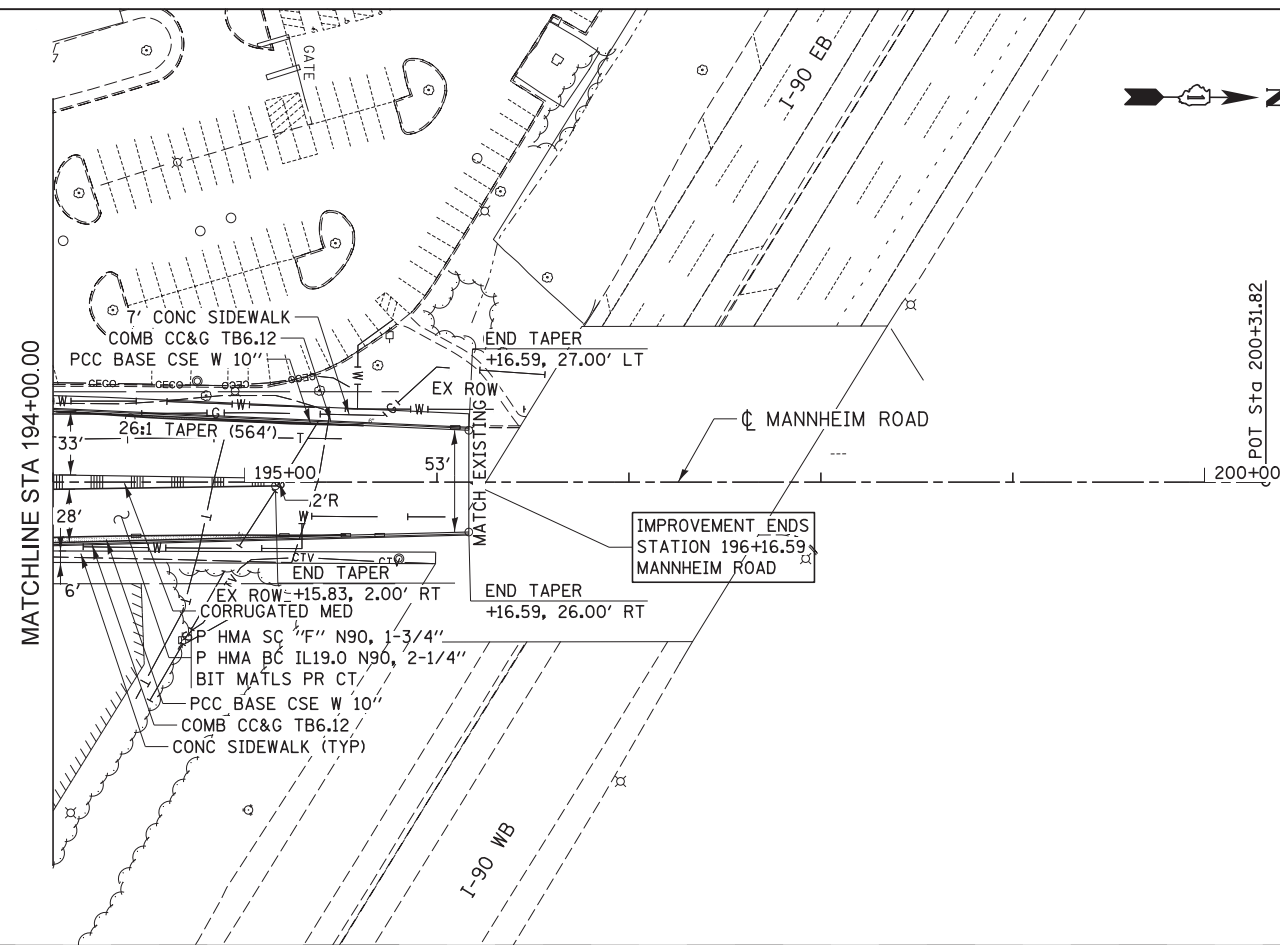 GATE
I-90 EB
N
7' CONC SIDEWALK
COMB CC&G TB6.12
PCC BASE CSE W 10"
END TAPER
+16.59, 27.00' LT
EX ROW
MATCHLINE STA 194+00.00
26:1 TAPER (564')
33'
195+00
53'
MATCH EXISTING
℄ MANNHEIM ROAD
POT Sta 200+31.82
200+00
2'R
28'
6'
IMPROVEMENT ENDS
STATION 196+16.59
MANNHEIM ROAD
CTV
END TAPER
+15.83, 2.00' RT
EX ROW
END TAPER
+16.59, 26.00' RT
CORRUGATED MED
P HMA SC "F" N90, 1-3/4"
P HMA BC IL19.0 N90, 2-1/4"
BIT MATLS PR CT
PCC BASE CSE W 10"
COMB CC&G TB6.12
CONC SIDEWALK (TYP)
I-90 WB